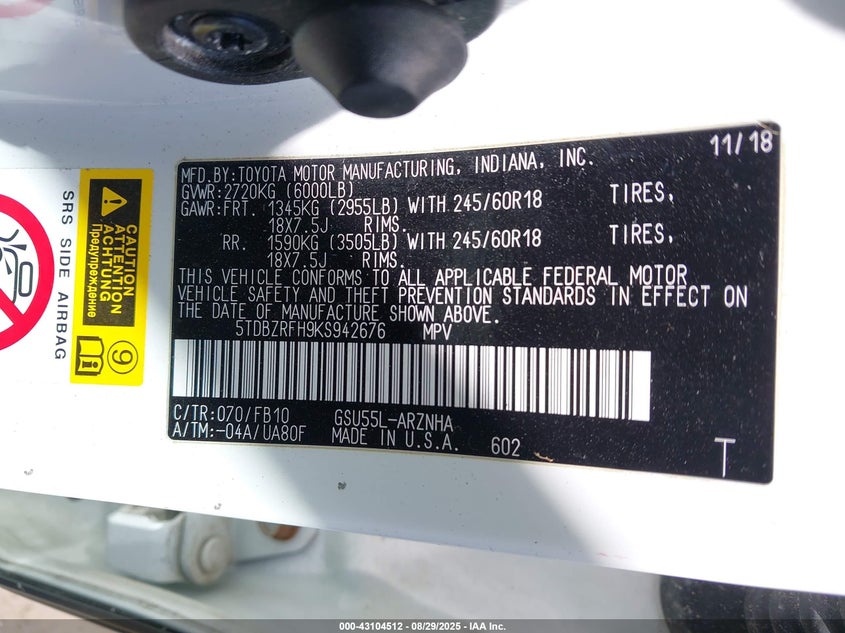 MFD.BY:TOYOTA MOTOR MANUFACTURING, INDIANA, INC. 11/18
GVWR:2720KG (6000LB)
GAWR:FRT. 1345KG (2955LB) WITH 245/60R18 TIRES,
18X7.5J RIMS.
RR. 1590KG (3505LB) WITH 245/60R18 TIRES,
18X7.5J RIMS.
THIS VEHICLE CONFORMS TO ALL APPLICABLE FEDERAL MOTOR
VEHICLE SAFETY AND THEFT PREVENTION STANDARDS IN EFFECT ON
THE DATE OF MANUFACTURE SHOWN ABOVE.
5TDBZRFH9KS942676 MPV
C/TR:070/FB10 GSU55L-ARZNHA
A/TM:-04A/UA80F MADE IN U.S.A. 602
T
SRS SIDE AIRBAG
CAUTION
ATTENTION
ACHTUNG
Предупреждение
9
000-43104512 - 08/29/2025 - IAA Inc.